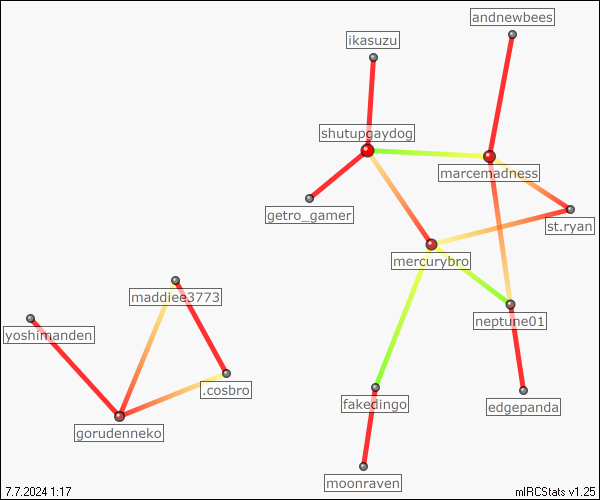 andnewbees
ikasuzu
shutupgaydog
marcemadness
getro_gamer
st.ryan
mercurybro
maddiee3773
neptune01
yoshimanden
.cosbro
fakedingo
edgepanda
gorudenneko
moonraven
7.7.2024 1:17
mIRCStats v1.25